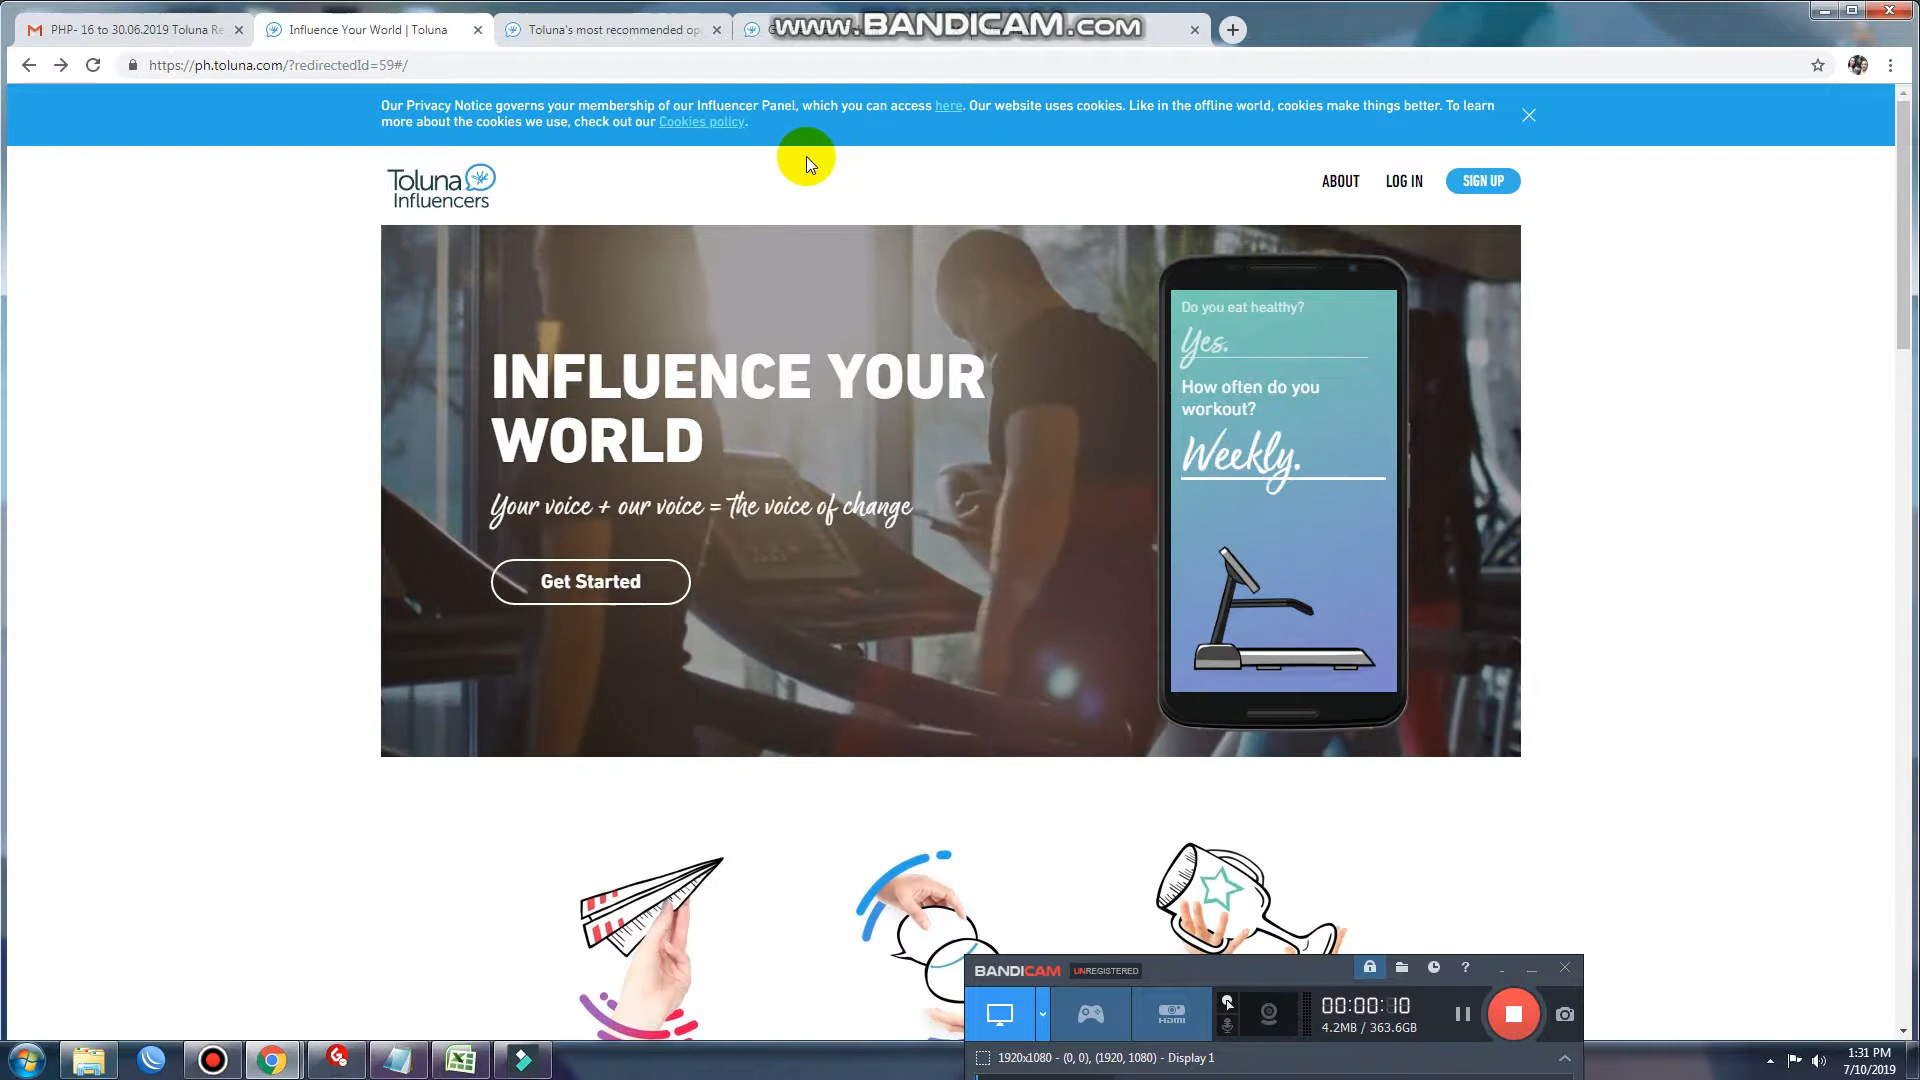 PHP- 16 to 30.06.2019 Toluna Re
Influence Your World | Toluna
Toluna's most recommended op
www.BANDICAM.com
https://ph.toluna.com/?redirectedId=59#/
Our Privacy Notice governs your membership of our Influencer Panel, which you can access here. Our website uses cookies. Like in the offline world, cookies make things better. To learn
more about the cookies we use, check out our Cookies policy.
Toluna
Influencers
ABOUT
LOG IN
SIGN UP
Do you eat healthy?
Yes.
How often do you
workout?
Weekly.
INFLUENCE YOUR
WORLD
Your voice + our voice = the voice of change
Get Started
BANDICAM UNREGISTERED
HDMI
00:00:10
4.2MB / 363.6GB
1920x1080 - (0, 0), (1920, 1080) - Display 1
1:31 PM
7/10/2019